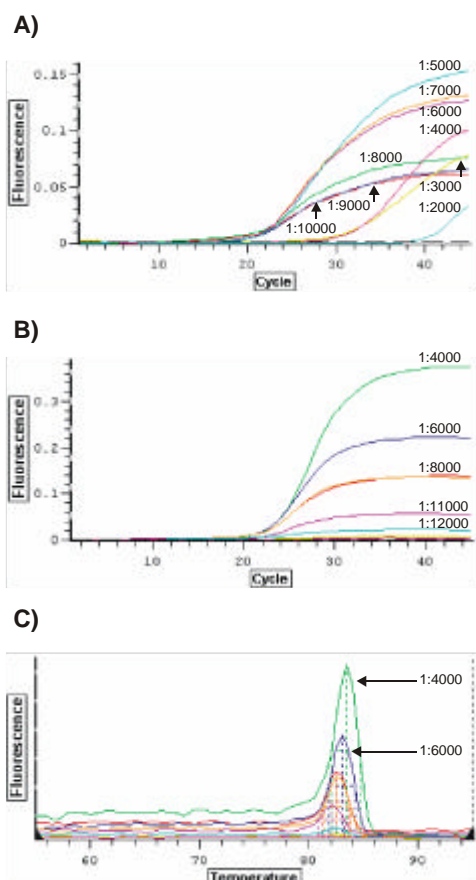 A)
Fluorescence
0.15
0.1
0.05
0
1:5000
1:7000
1:6000
1:4000
1:8000
1:3000
1:9000
1:2000
1:10000
10 20 30 40
Cycle
B)
Fluorescence
0.3
0.2
0.1
0
1:4000
1:6000
1:8000
1:11000
1:12000
10 20 30 40
Cycle
C)
Fluorescence
1:4000
1:6000
60 70 80 90
Temperature